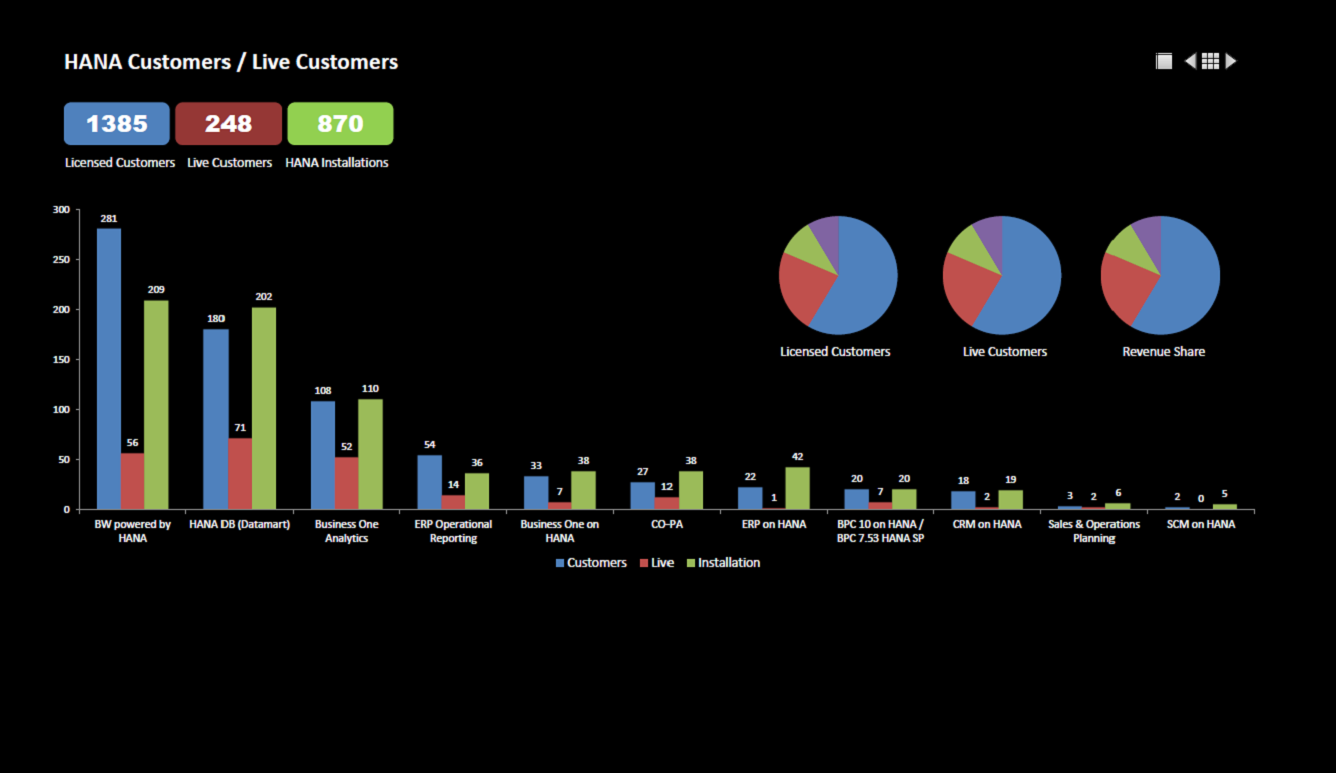 HANA Customers / Live Customers
1385 248 870
Licensed Customers Live Customers HANA Installations
300
250
200
150
100
50
0
281 56 209
180 71 202
108 52 110
54 14 36
33 7 38
27 12 38
22 1 42
20 7 20
18 2 19
3 2 6
2 0 5
BW powered by
HANA
HANA DB (Datamart)
Business One
Analytics
ERP Operational
Reporting
Business One on
HANA
CO-PA
ERP on HANA
BPC 10 on HANA /
BPC 7.53 HANA SP
CRM on HANA
Sales & Operations
Planning
SCM on HANA
Customers Live Installation
Licensed Customers Live Customers Revenue Share